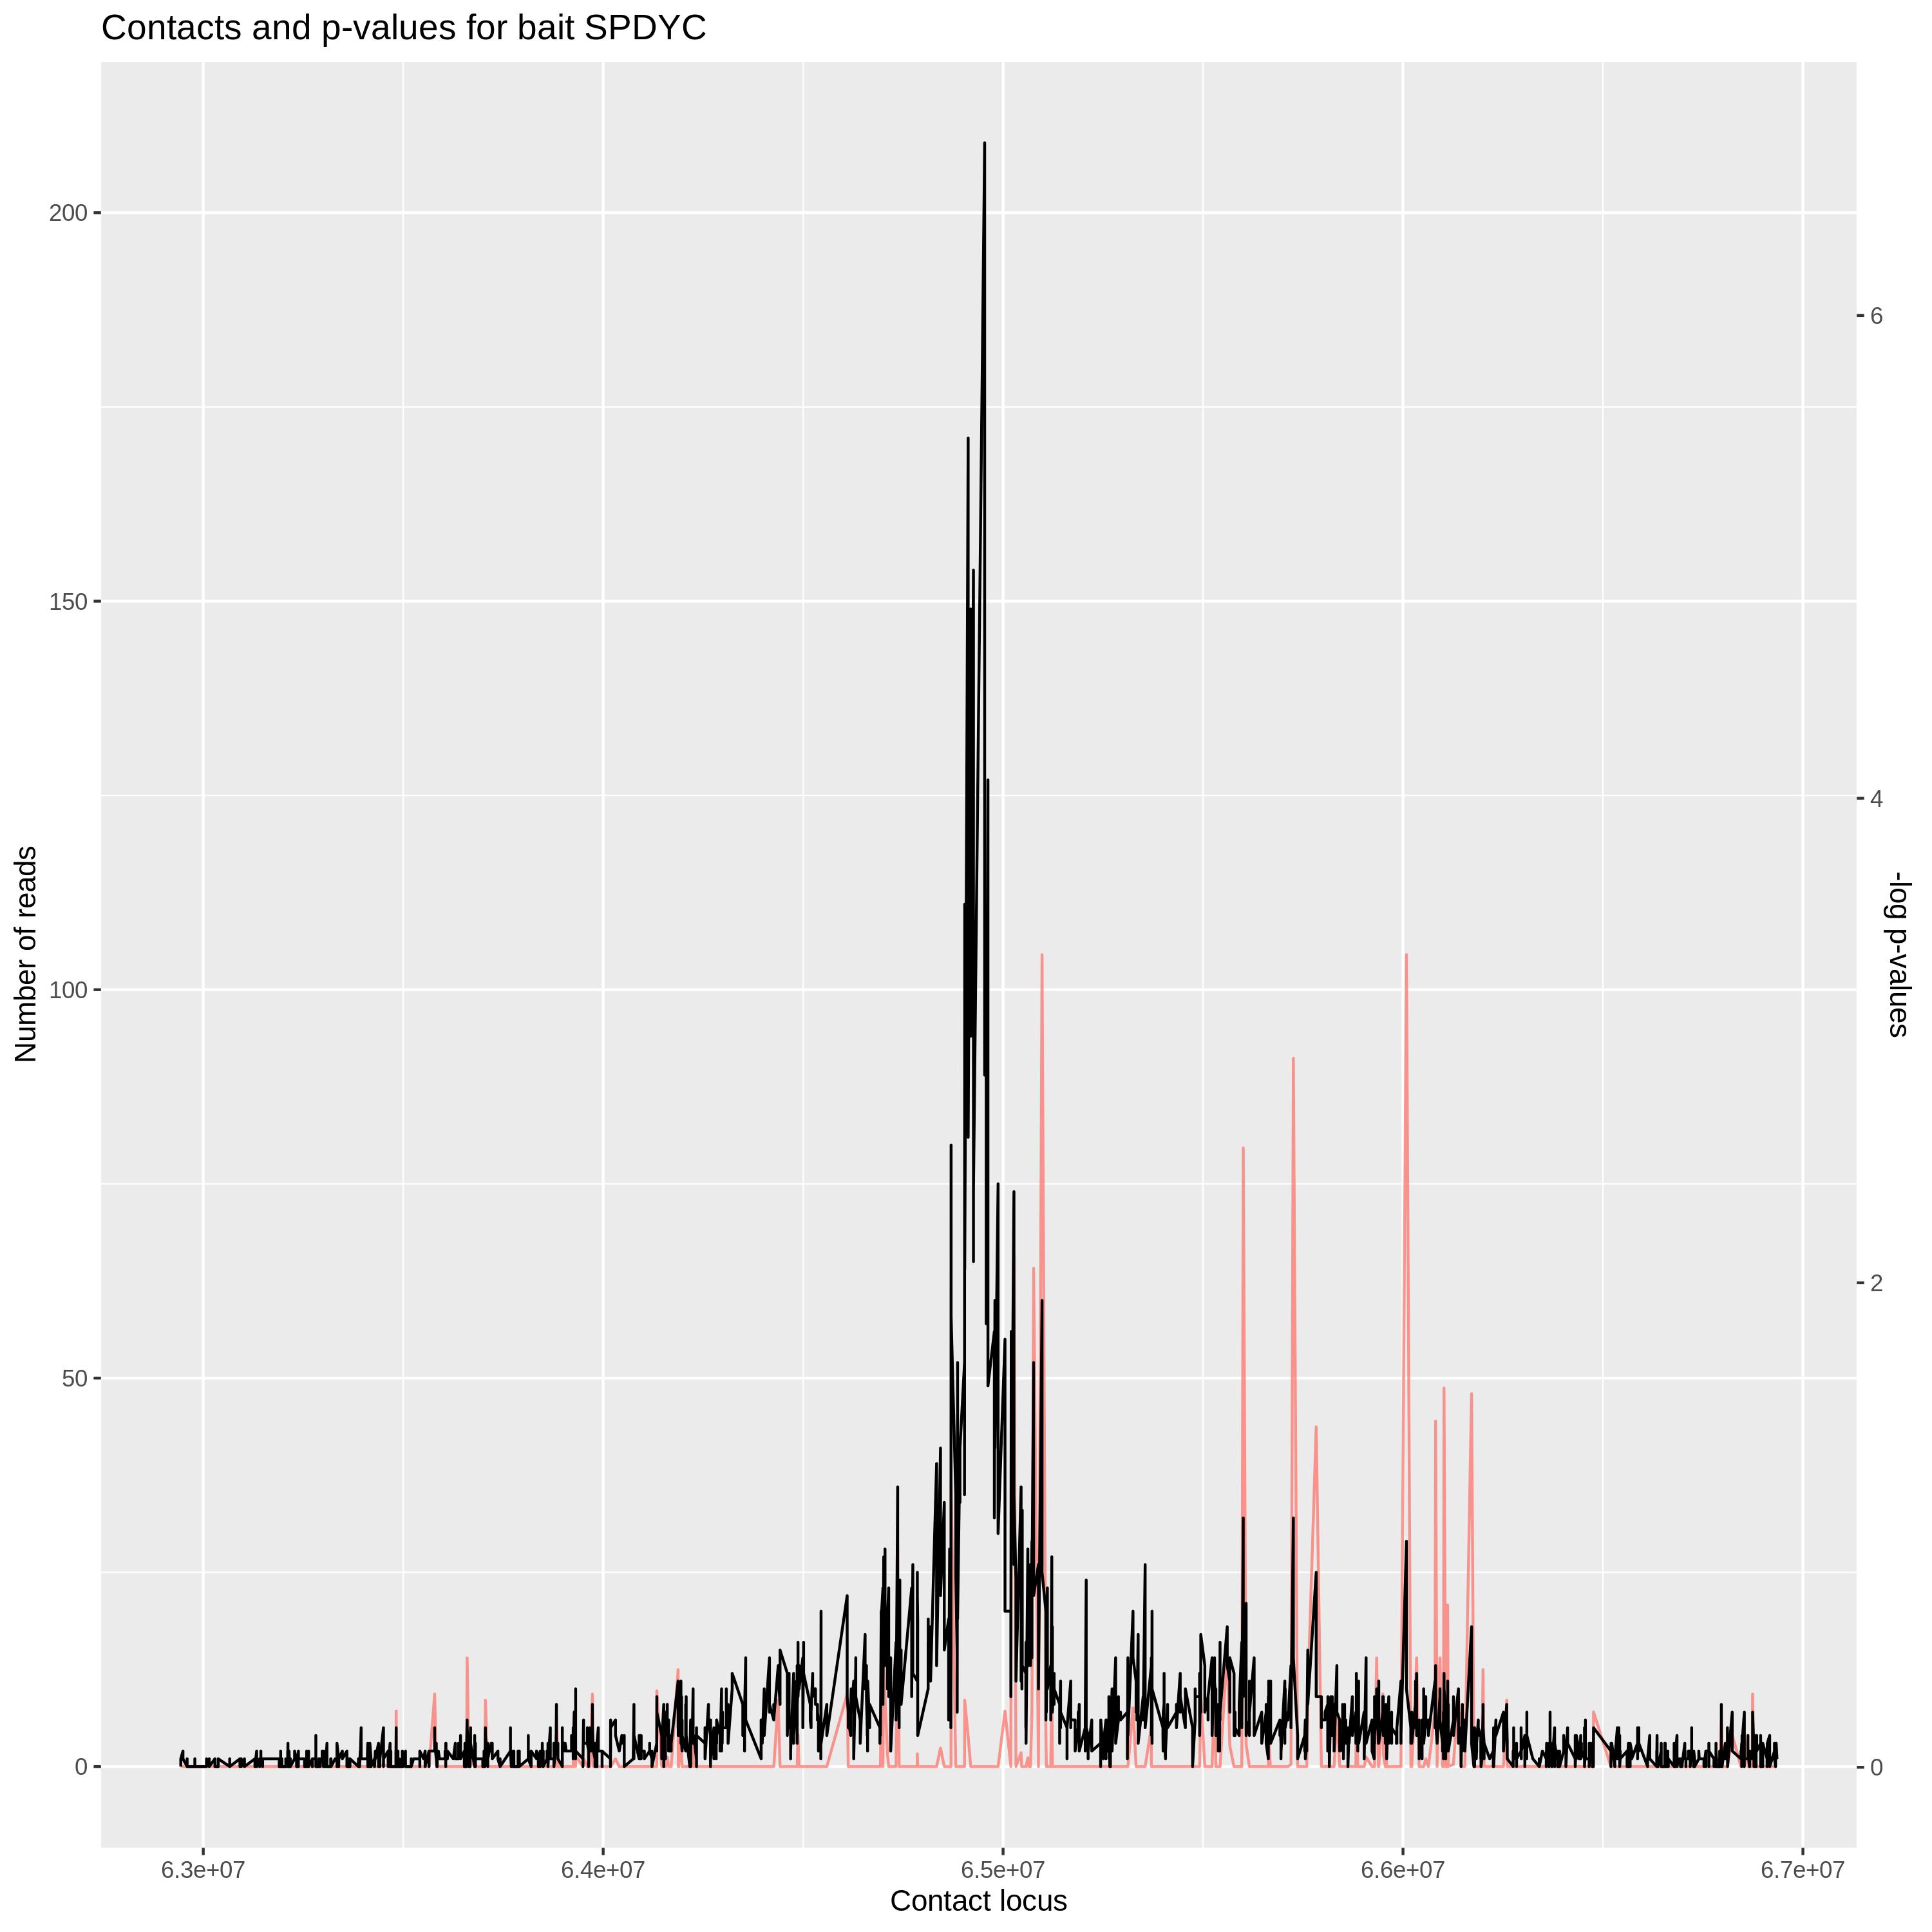 Contacts and p-values for bait SPDYC
200
150
100
50
0
6
4
2
0
Number of reads
-log p-values
6.3e+07 6.4e+07 6.5e+07 6.6e+07 6.7e+07
Contact locus